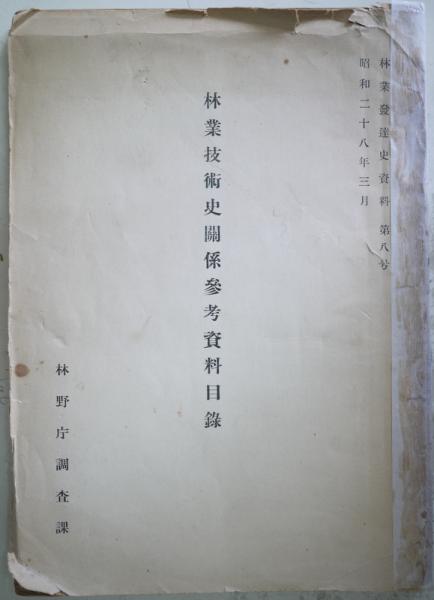 林業發達史資料 第八号
昭和二十八年三月
林業技術史關係參考資料目錄
林野庁調査課